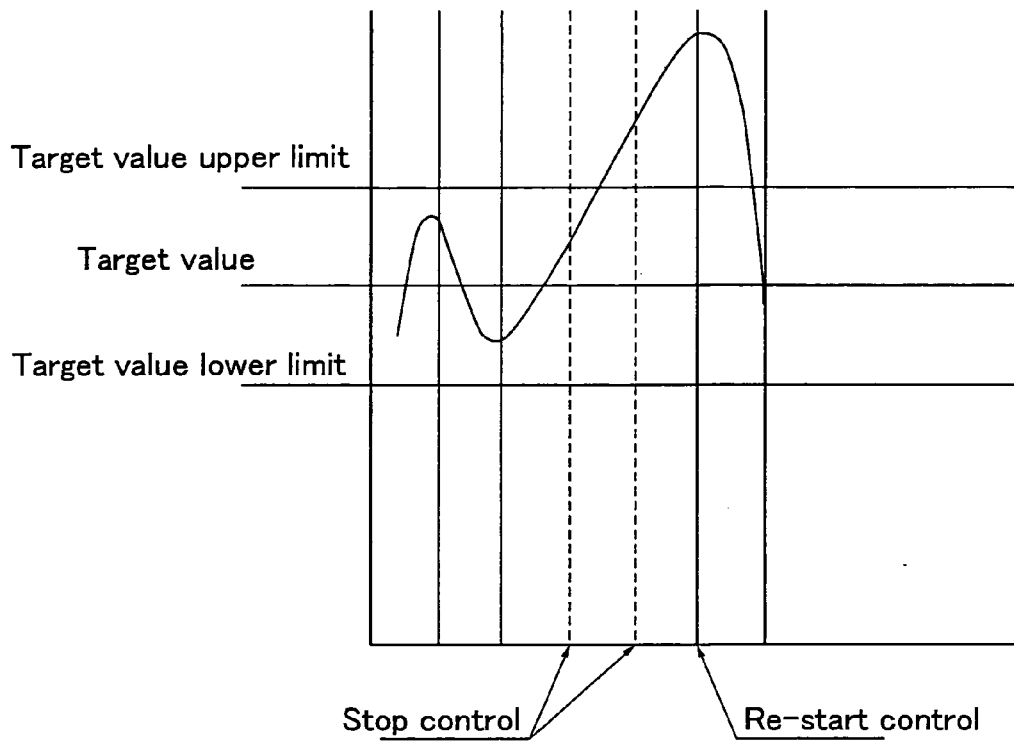 Target value upper limit
Target value
Target value lower limit
Stop control
Re-start control